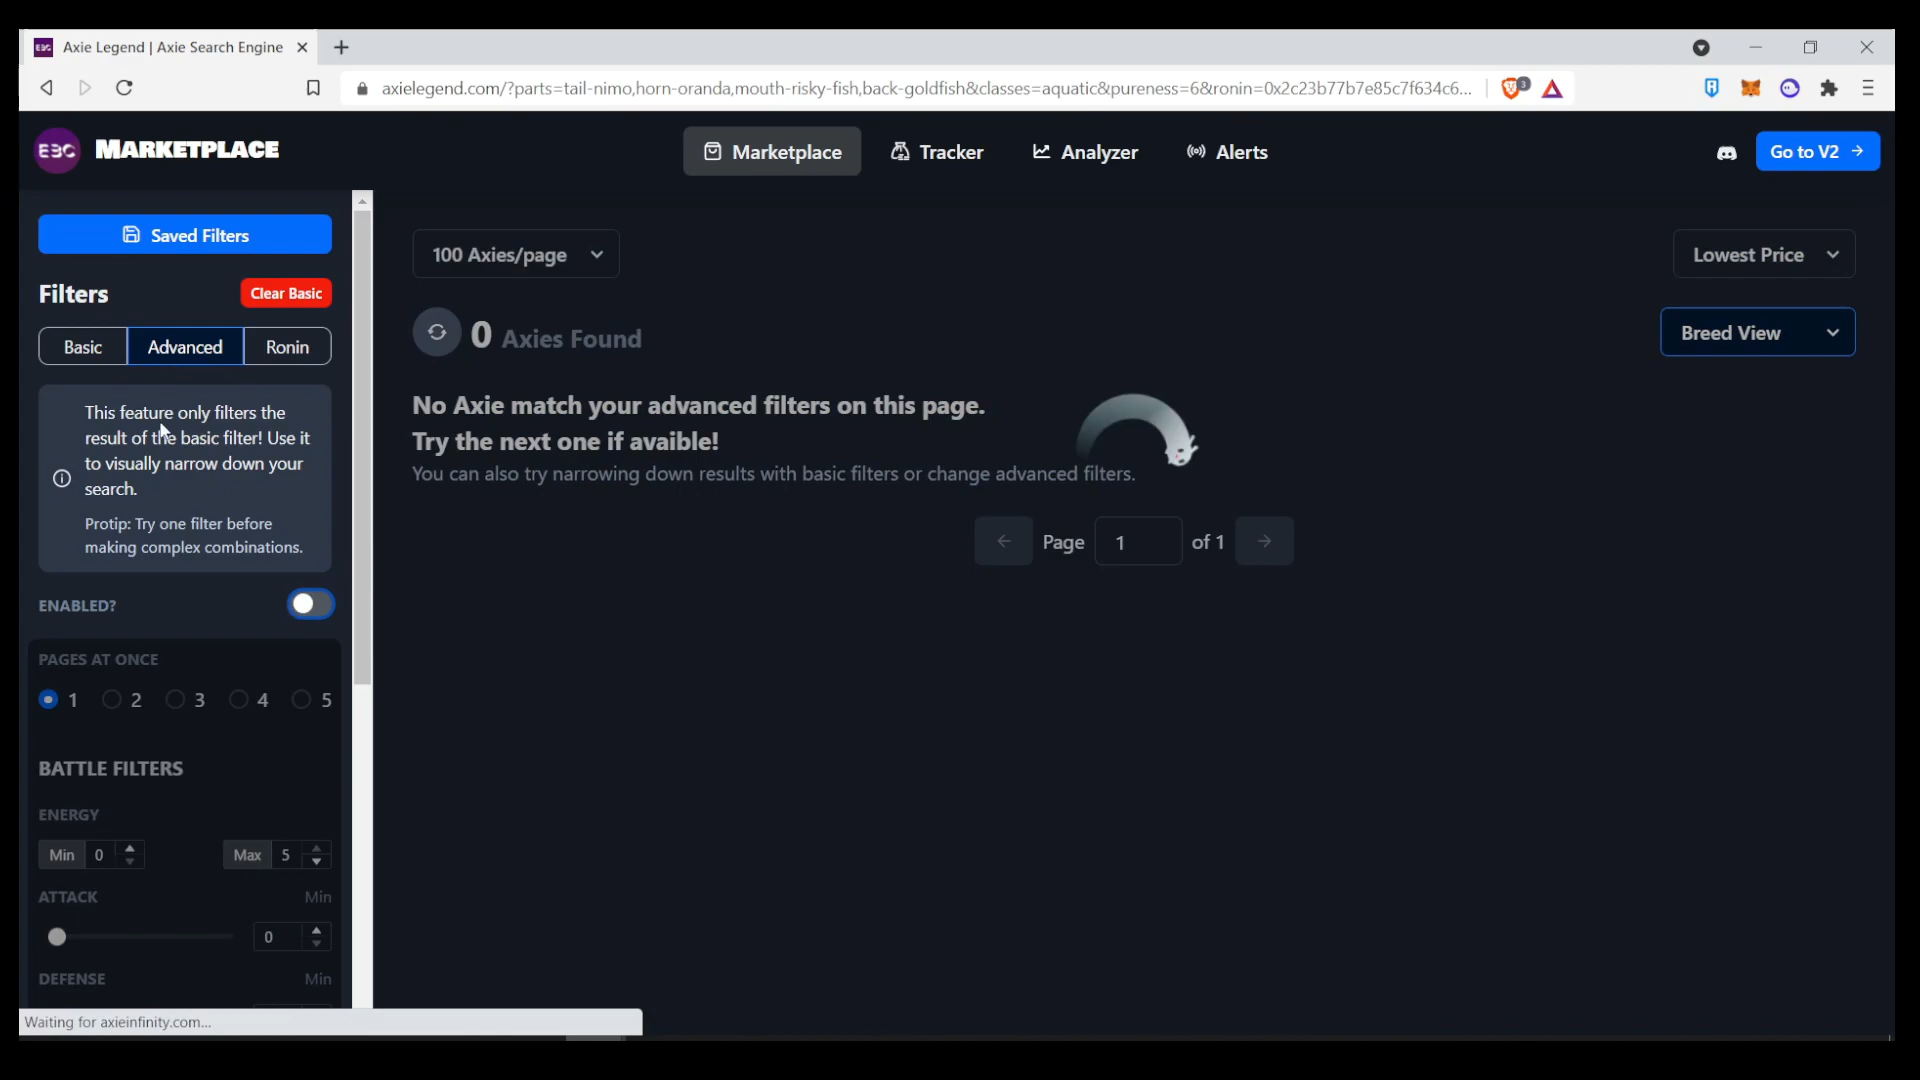 EBG
Axie Legend | Axie Search Engine
axielegend.com/?parts=tail-nimo,horn-oranda,mouth-risky-fish,back-goldfish&classes=aquatic&pureness=6&ronin=0x2c23b77b7e85c7f634c6...
3
EBG MARKETPLACE
Marketplace
Tracker
Analyzer
Alerts
Go to V2
Saved Filters
Filters
Clear Basic
Basic
Advanced
Ronin
This feature only filters the
result of the basic filter! Use it
to visually narrow down your
search.
Protip: Try one filter before
making complex combinations.
ENABLED?
PAGES AT ONCE
1 2 3 4 5
BATTLE FILTERS
ENERGY
Min 0 Max 5
ATTACK Min
0
DEFENSE Min
Waiting for axieinfinity.com...
100 Axies/page
Lowest Price
0 Axies Found
Breed View
No Axie match your advanced filters on this page.
Try the next one if avaible!
You can also try narrowing down results with basic filters or change advanced filters.
Page 1 of 1